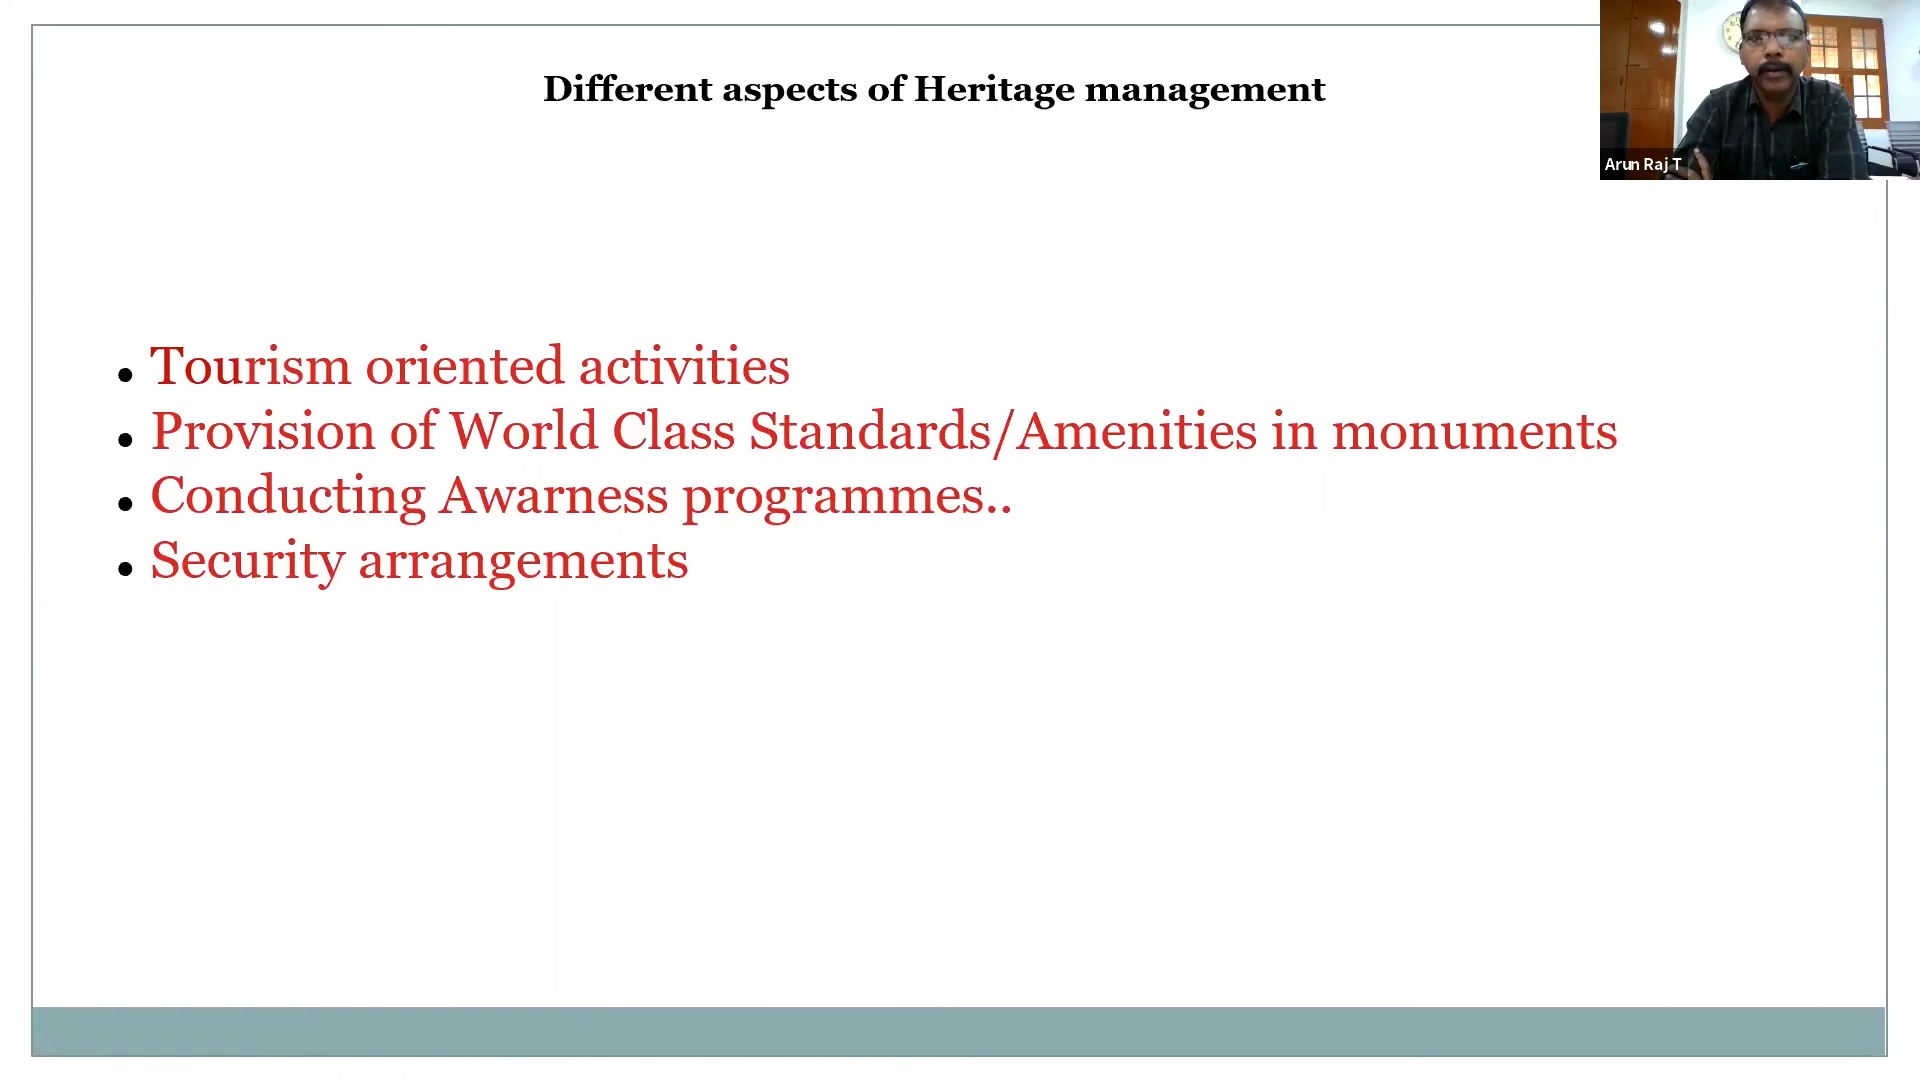 Different aspects of Heritage management
Arun Raj T
• Tourism oriented activities
• Provision of World Class Standards/Amenities in monuments
• Conducting Awarness programmes..
• Security arrangements